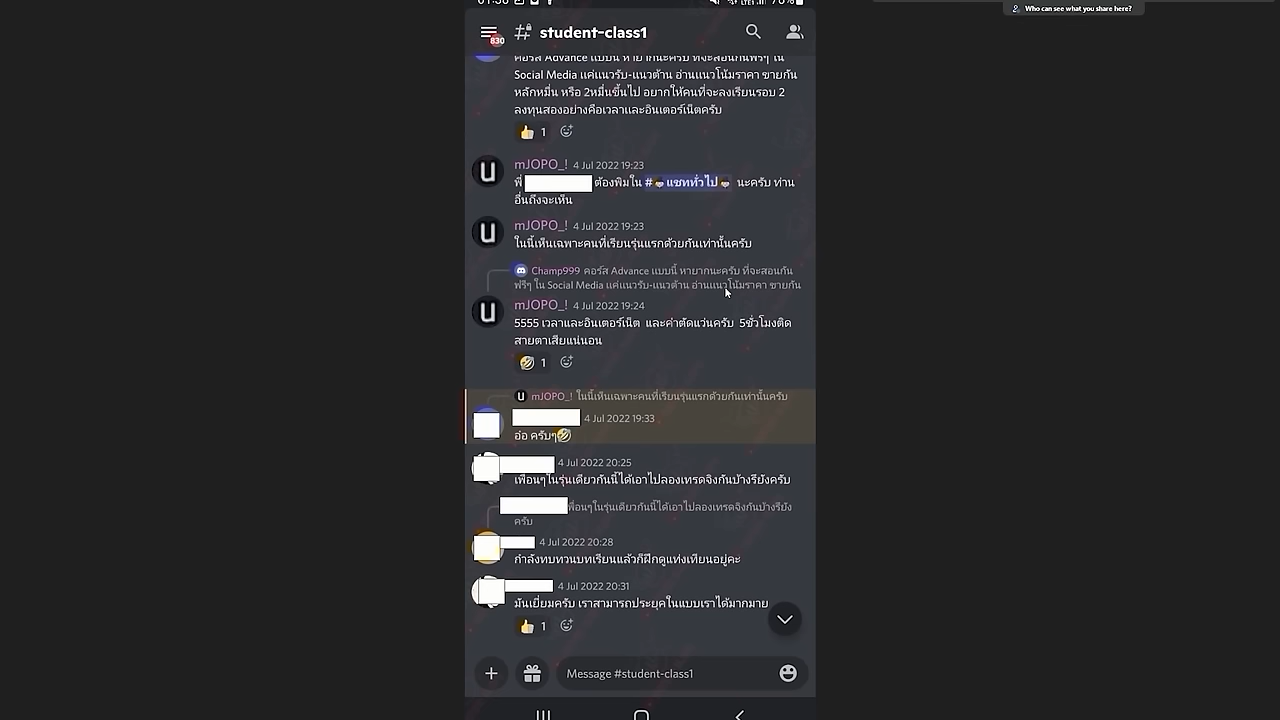 Who can see what you share here?
830
# student-class1
คอร์ส Advance แบบนี้ หายากนะครับ ที่จะสอนกันฟรีๆ ใน
Social Media แค่แนวรับ-แนวต้าน อ่านแนวโน้มราคา ขายกัน
หลักหมื่น หรือ 2หมื่นขึ้นไป อยากให้คนที่จะลงเรียนรอบ 2
ลงทุนสองอย่างคือเวลาและอินเตอร์เน็ตครับ
👍 1
mJOPO_! 4 Jul 2022 19:23
พี่ ต้องพิมใน #แชททั่วไป นะครับ ท่าน
อื่นถึงจะเห็น
mJOPO_! 4 Jul 2022 19:23
ในนี้เห็นเฉพาะคนที่เรียนรุ่นแรกด้วยกันเท่านั้นครับ
Champ999 คอร์ส Advance แบบนี้ หายากนะครับ ที่จะสอนกัน
ฟรีๆ ใน Social Media แค่แนวรับ-แนวต้าน อ่านแนวโน้มราคา ขายกัน
mJOPO_! 4 Jul 2022 19:24
5555 เวลาและอินเตอร์เน็ต และค่าตัดแว่นครับ 5ชั่วโมงติด
สายตาเสียแน่นอน
🤣 1
mJOPO_! ในนี้เห็นเฉพาะคนที่เรียนรุ่นแรกด้วยกันเท่านั้นครับ
4 Jul 2022 19:33
อ่อ ครับๆ🤣
4 Jul 2022 20:25
เพื่อนๆในรุ่นเดียวกันนี้ได้เอาไปลองเทรดจิงกันบ้างรึยังครับ
พื่อนๆในรุ่นเดียวกันนี้ได้เอาไปลองเทรดจิงกันบ้างรึยัง
ครับ
4 Jul 2022 20:28
กำลังทบทวนบทเรียนแล้วก็ฝึกดูแท่งเทียนอยู่คะ
4 Jul 2022 20:31
มันเยี่ยมครับ เราสามารถประยุคในแบบเราได้มากมาย
👍 1
Message #student-class1